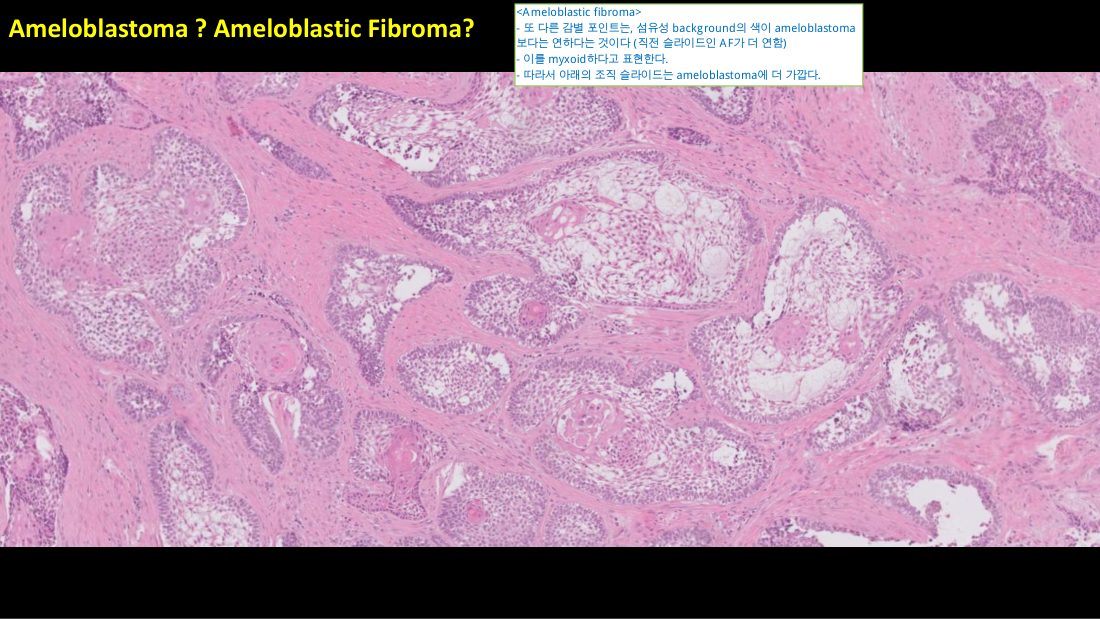 Ameloblastoma ? Ameloblastic Fibroma?
<Ameloblastic fibroma>
- 또 다른 감별 포인트는, 섬유성 background의 색이 ameloblastoma
보다는 연하다는 것이다 (직전 슬라이드인 AF가 더 연함)
- 이를 myxoid하다고 표현한다.
- 따라서 아래의 조직 슬라이드는 ameloblastoma에 더 가깝다.